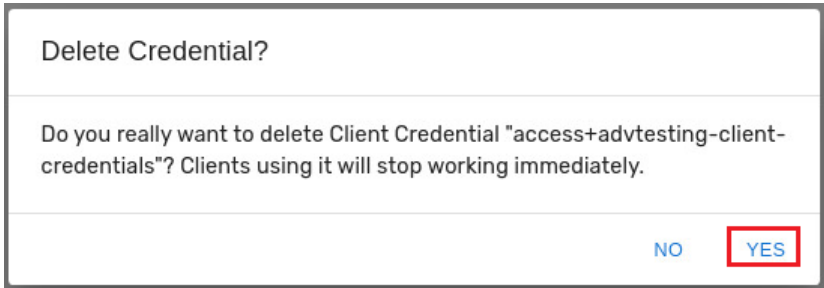 Delete Credential?
Do you really want to delete Client Credential "access+advtesting-client-
credentials"? Clients using it will stop working immediately.
NO YES